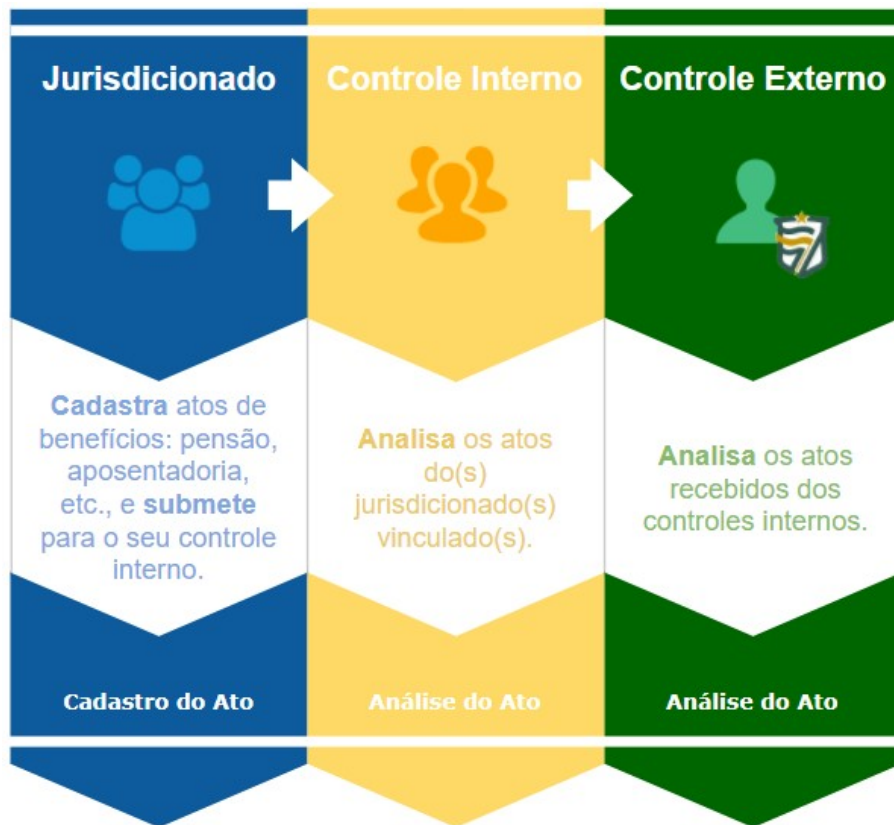 Jurisdicionado
Controle Interno
Controle Externo
Cadastra atos de
benefícios: pensão,
aposentadoria,
etc., e submete
para o seu controle
interno.
Analisa os atos
do(s)
jurisdicionado(s)
vinculado(s).
Analisa os atos
recebidos dos
controles internos.
Cadastro do Ato
Análise do Ato
Análise do Ato